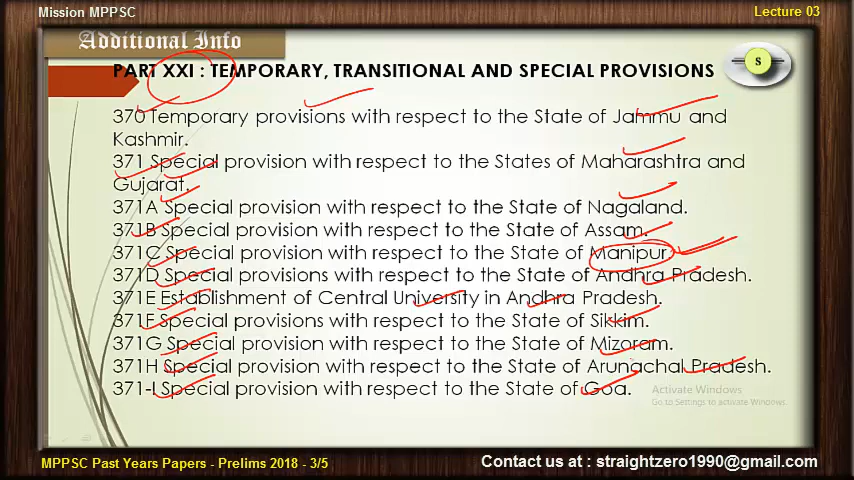 Mission MPPSC
Lecture 03
Additional Info
PART XXI : TEMPORARY, TRANSITIONAL AND SPECIAL PROVISIONS
S
370 Temporary provisions with respect to the State of Jammu and
Kashmir.
371 Special provision with respect to the States of Maharashtra and
Gujarat.
371A Special provision with respect to the State of Nagaland.
371B Special provision with respect to the State of Assam.
371C Special provision with respect to the State of Manipur.
371D Special provisions with respect to the State of Andhra Pradesh.
371E Establishment of Central University in Andhra Pradesh.
371F Special provisions with respect to the State of Sikkim.
371G Special provision with respect to the State of Mizoram.
371H Special provision with respect to the State of Arunachal Pradesh.
371-I Special provision with respect to the State of Goa.
Activate Windows
Go to Settings to activate Windows.
MPPSC Past Years Papers - Prelims 2018 - 3/5
Contact us at : straightzero1990@gmail.com